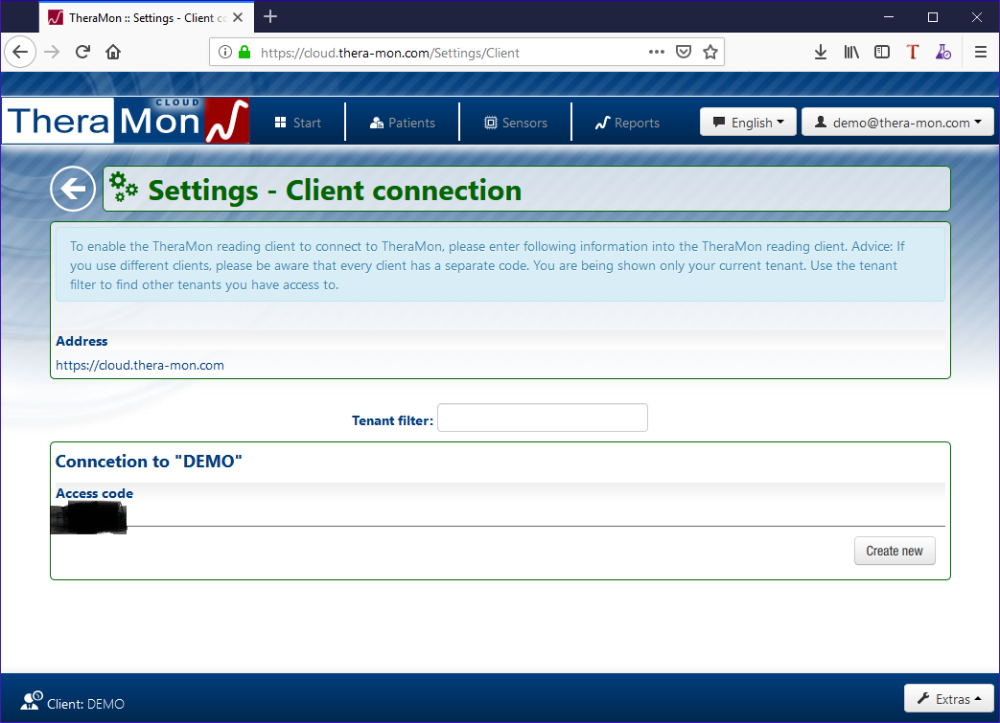 TheraMon :: Settings - Client co
https://cloud.thera-mon.com/Settings/Client
CLOUD
TheraMon
Start
Patients
Sensors
Reports
English
demo@thera-mon.com
Settings - Client connection
To enable the TheraMon reading client to connect to TheraMon, please enter following information into the TheraMon reading client. Advice: If
you use different clients, please be aware that every client has a separate code. You are being shown only your current tenant. Use the tenant
filter to find other tenants you have access to.
Address
https://cloud.thera-mon.com
Tenant filter:
Conncetion to "DEMO"
Access code
Create new
Client: DEMO
Extras